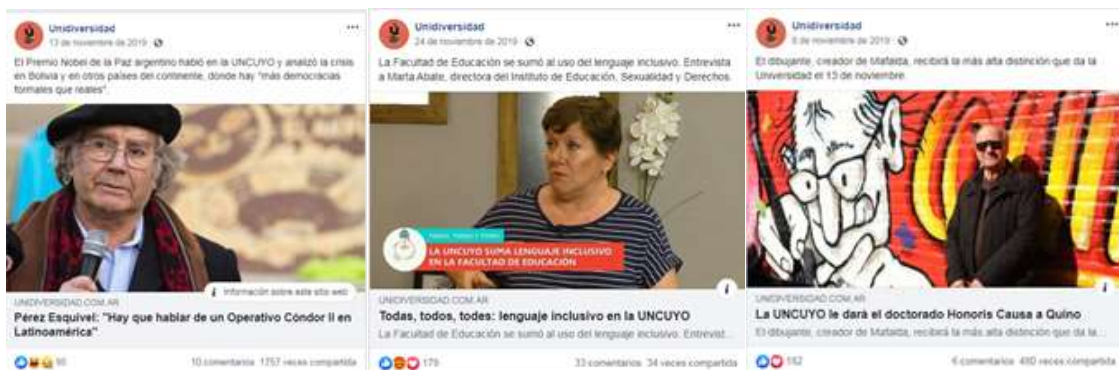 Unidiversidad
13 de noviembre de 2019
El Premio Nobel de la Paz argentino habló en la UNCUYO y analizó la crisis
en Bolivia y en otros países del continente, donde hay "más democracias
formales que reales".
Información sobre este sitio web
UNIDIVERSIDAD.COM.AR
Pérez Esquivel: "Hay que hablar de un Operativo Cóndor II en
Latinoamérica"
10 comentarios 1757 veces compartida
Unidiversidad
24 de noviembre de 2019
La Facultad de Educación se sumó al uso del lenguaje inclusivo. Entrevista
a Marta Abate, directora del Instituto de Educación, Sexualidad y Derechos.
LA UNCUYO SUMA LENGUAJE INCLUSIVO
EN LA FACULTAD DE EDUCACIÓN
UNIDIVERSIDAD.COM.AR
Todas, todos, todes: lenguaje inclusivo en la UNCUYO
La Facultad de Educación se sumó al uso del lenguaje inclusivo. Entrevist...
179
33 comentarios 34 veces compartida
Unidiversidad
de noviembre de 2019
El dibujante, creador de Mafalda, recibirá la más alta distinción que da la
Universidad el 13 de noviembre.
UNIDIVERSIDAD.COM.AR
La UNCUYO le dará el doctorado Honoris Causa a Quino
El dibujante, creador de Mafalda, recibirá la más alta distinción que da la...
6 comentarios 480 veces compartida